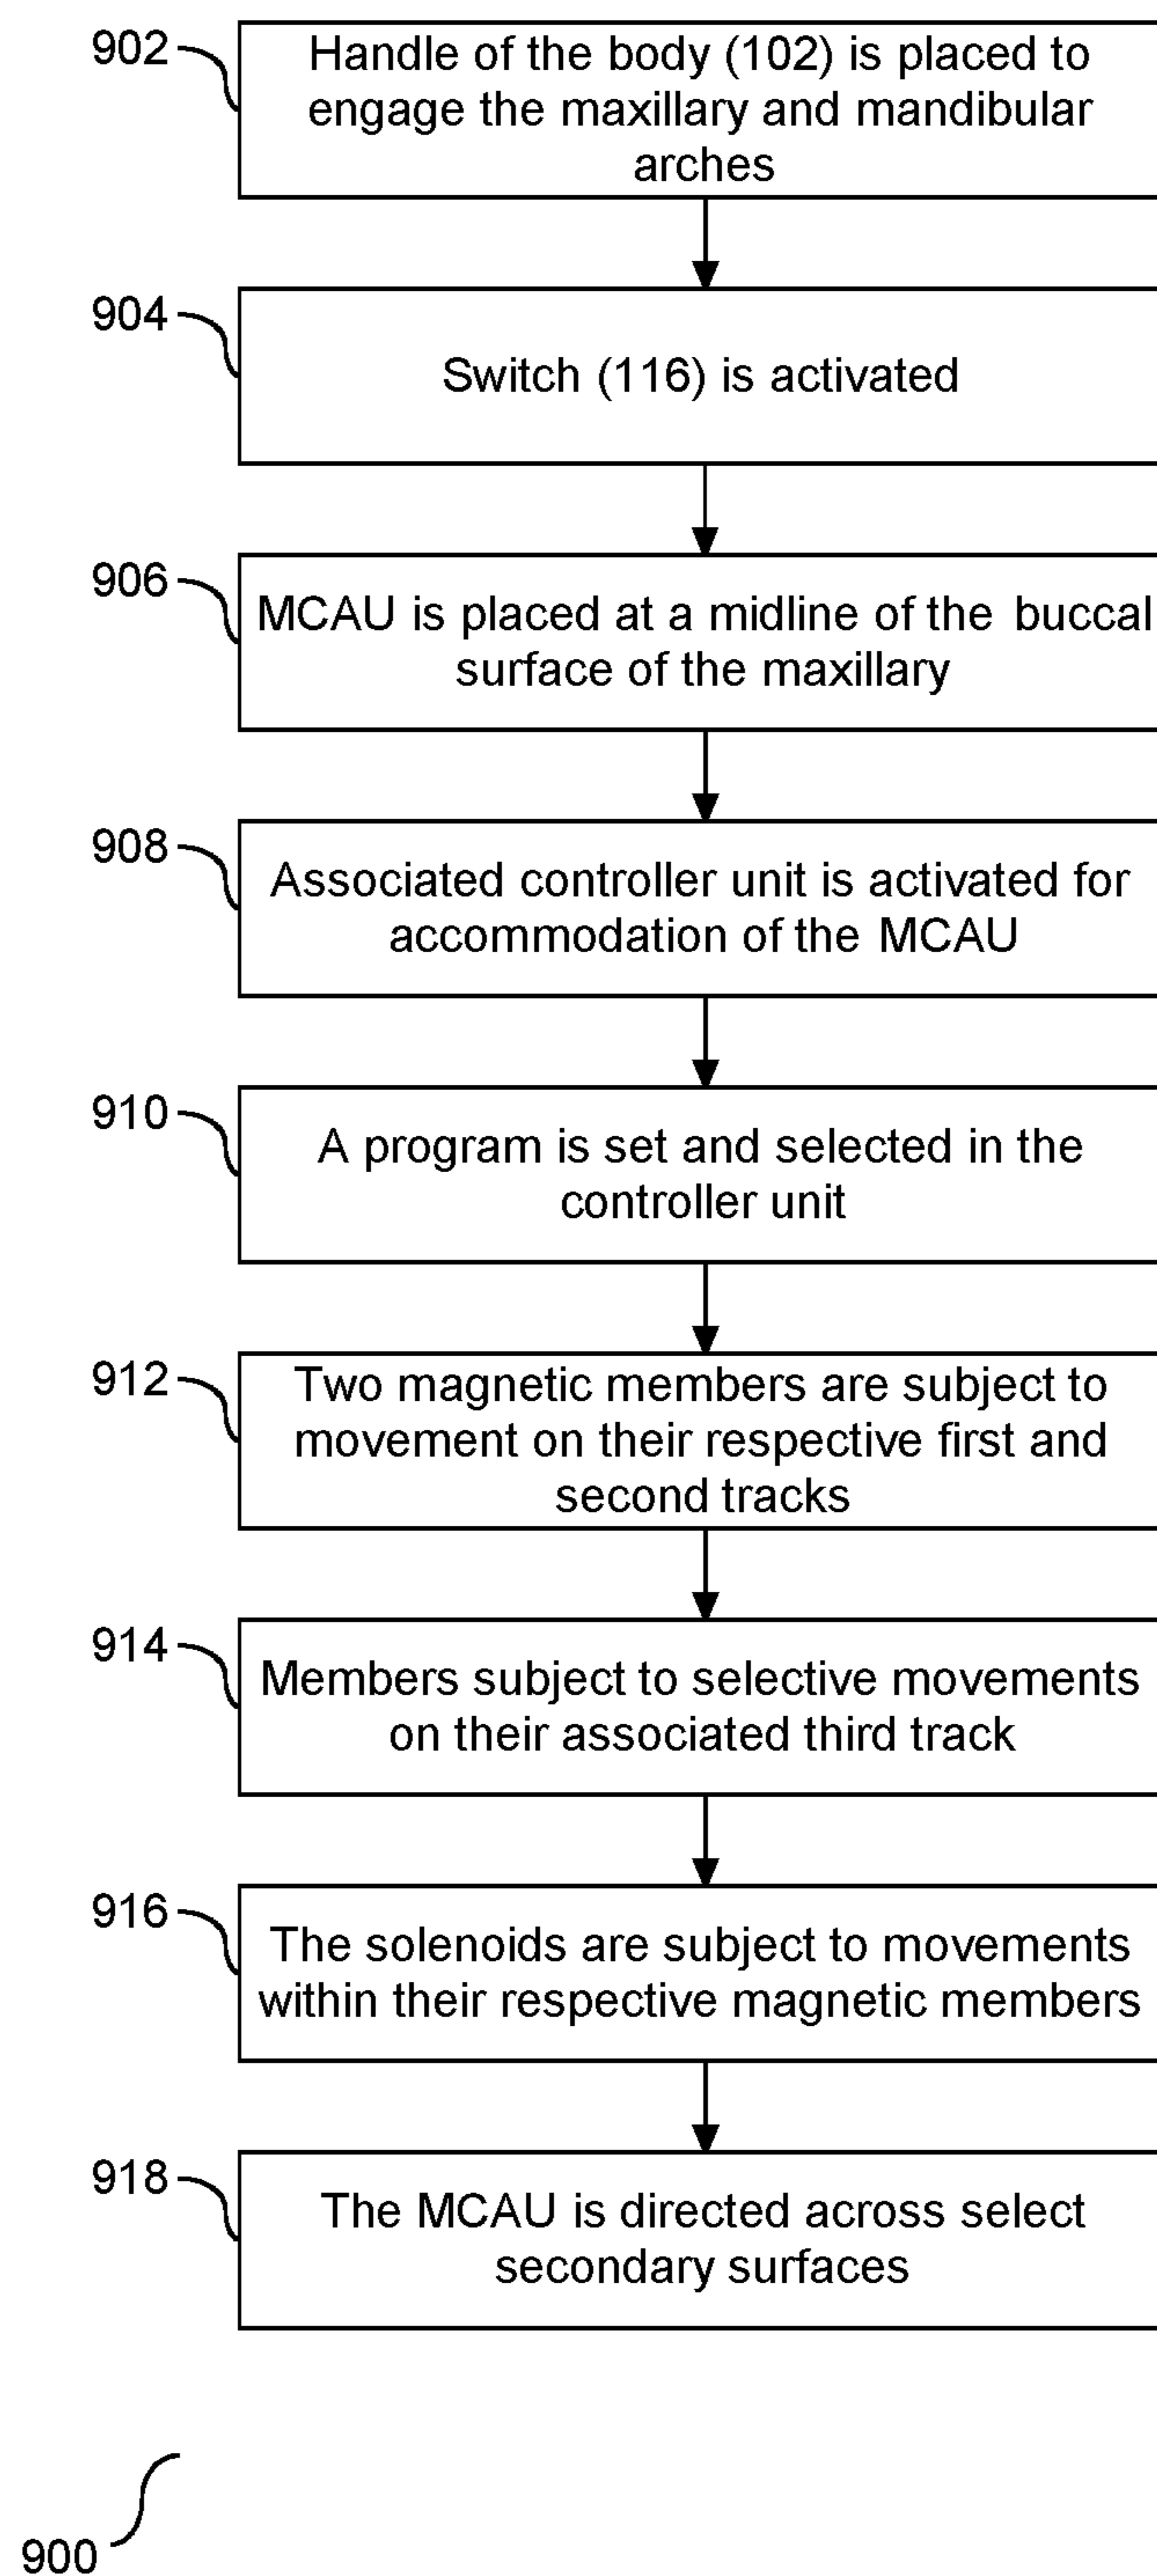 902
Handle of the body (102) is placed to
engage the maxillary and mandibular
arches
904
Switch (116) is activated
906
MCAU is placed at a midline of the buccal
surface of the maxillary
908
Associated controller unit is activated for
accommodation of the MCAU
910
A program is set and selected in the
controller unit
912
Two magnetic members are subject to
movement on their respective first and
second tracks
914
Members subject to selective movements
on their associated third track
916
The solenoids are subject to movements
within their respective magnetic members
918
The MCAU is directed across select
secondary surfaces
900